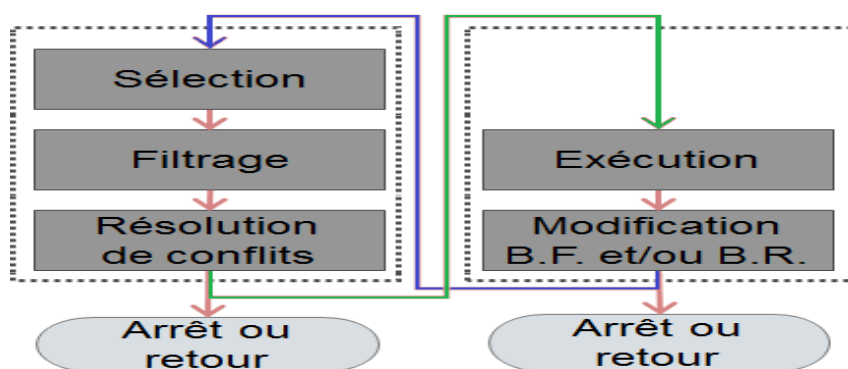 Sélection
Filtrage
Résolution
de conflits
Arrêt ou
retour
Exécution
Modification
B.F. et/ou B.R.
Arrêt ou
retour